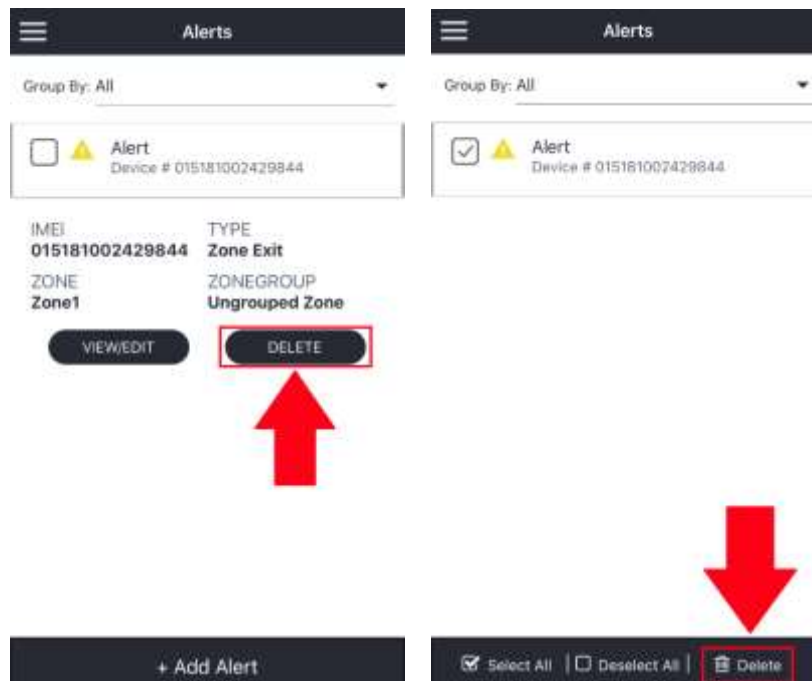 Alerts
Group By: All
Alert
Device # 015181002429844
IMEI
015181002429844
TYPE
Zone Exit
ZONE
Zone1
ZONEGROUP
Ungrouped Zone
VIEW/EDIT
DELETE
+ Add Alert
Alerts
Group By: All
Alert
Device # 015181002429844
Select All | Deselect All | Delete